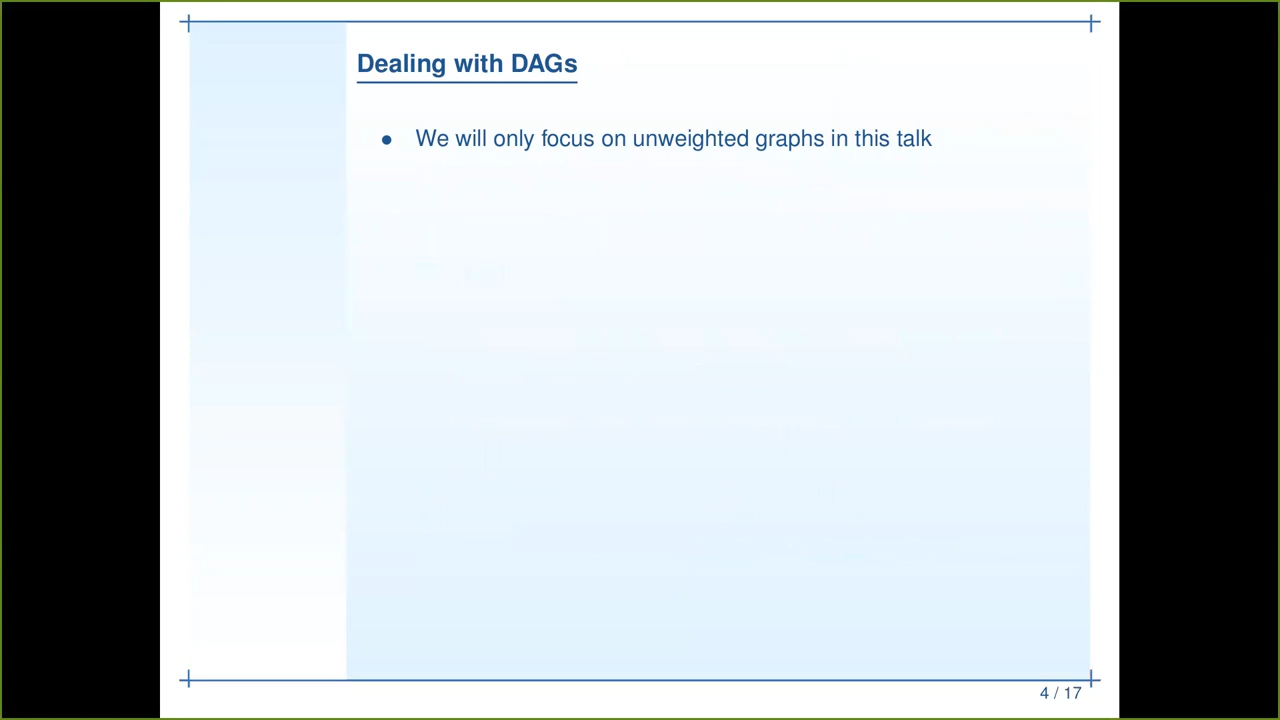 Dealing with DAGs
● We will only focus on unweighted graphs in this talk
4 / 17